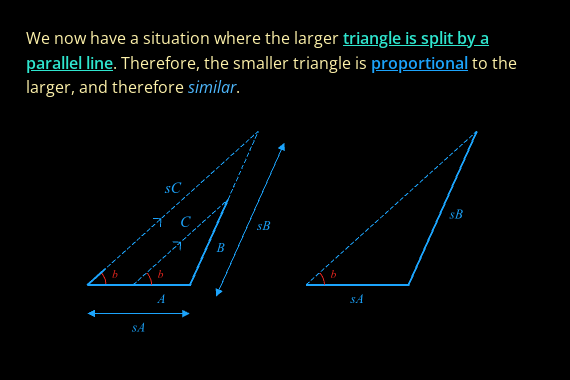 We now have a situation where the larger triangle is split by a
parallel line. Therefore, the smaller triangle is proportional to the
larger, and therefore similar.
sC
C
sB
sB
B
b
b
b
A
sA
sA